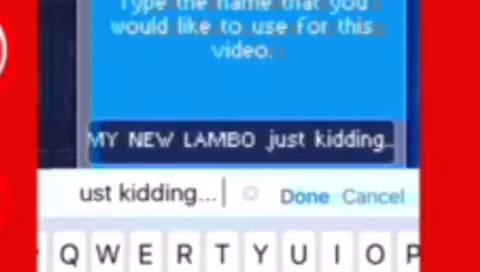 Type the name that you
would like to use for this
video.
MY NEW LAMBO just kidding..
ust kidding...
Done Cancel
Q W E R T Y U I O P